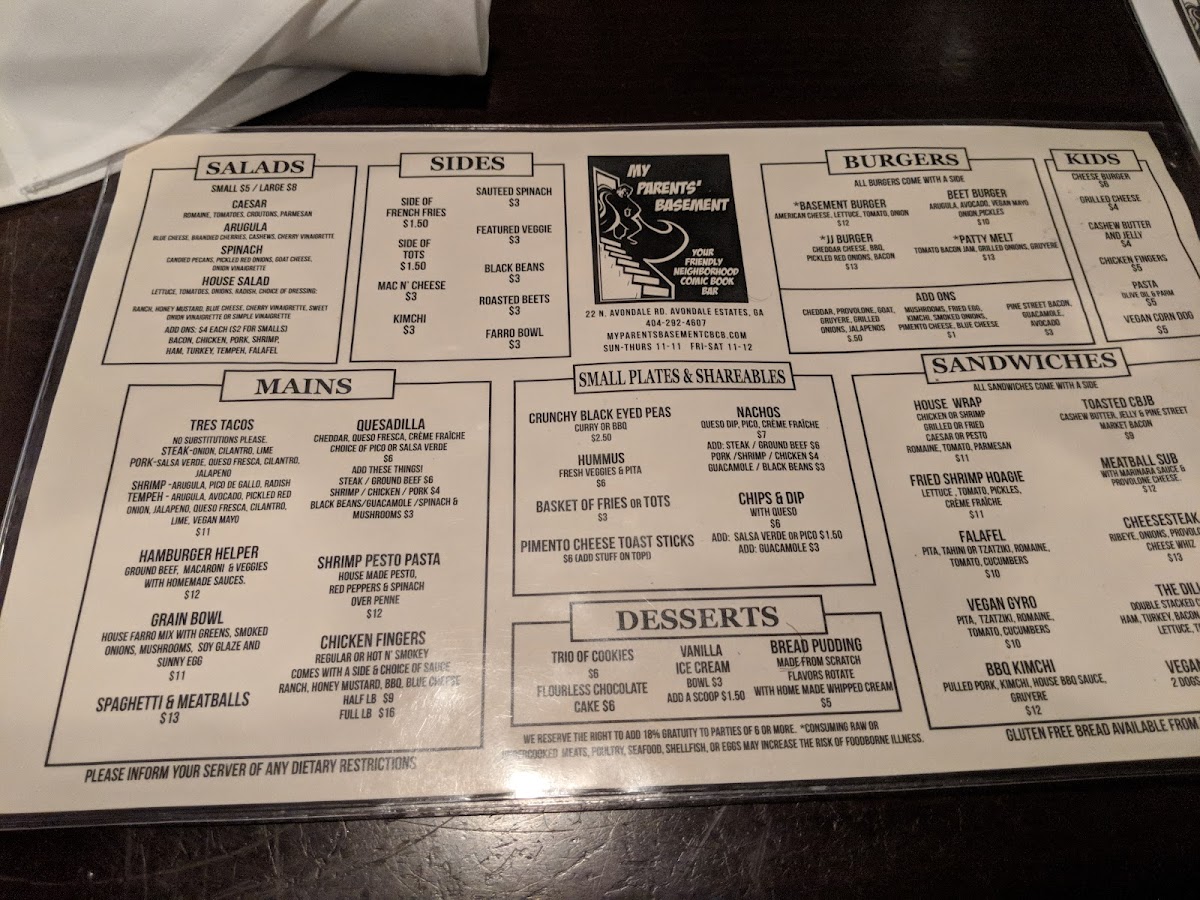 SALADS
SMALL $5 / LARGE $8
CAESAR
ROMAINE, TOMATOES, CROUTONS, PARMESAN
ARUGULA
BLUE CHEESE, BRANDIED CHERRIES, CASHEWS, CHERRY VINAIGRETTE
SPINACH
CANDIED PECANS, PICKLED RED ONIONS, GOAT CHEESE,
ONION VINAIGRETTE
HOUSE SALAD
LETTUCE, TOMATOES, ONIONS, RADISH, CHOICE OF DRESSING:
RANCH, HONEY MUSTARD, BLUE CHEESE, CHERRY VINAIGRETTE, SWEET
ONION VINAIGRETTE OR SIMPLE VINAIGRETTE
ADD ONS: $4 EACH ($2 FOR SMALLS)
BACON, CHICKEN, PORK, SHRIMP,
HAM, TURKEY, TEMPEH, FALAFEL
SIDES
SIDE OF
FRENCH FRIES
$1.50
SIDE OF
TOTS
$1.50
MAC N' CHEESE
$3
KIMCHI
$3
SAUTEED SPINACH
$3
FEATURED VEGGIE
$3
BLACK BEANS
$3
ROASTED BEETS
$3
FARRO BOWL
$3
MY
PARENTS'
BASEMENT
YOUR
FRIENDLY
NEIGHBORHOOD
COMIC BOOK
BAR
22 N. AVONDALE RD. AVONDALE ESTATES, GA
404-292-4607
MYPARENTSBASEMENTCBCB.COM
SUN-THURS 11-11 FRI-SAT 11-12
BURGERS
ALL BURGERS COME WITH A SIDE
*BASEMENT BURGER
AMERICAN CHEESE, LETTUCE, TOMATO, ONION
$12
*JJ BURGER
CHEDDAR CHEESE, BBQ,
PICKLED RED ONIONS, BACON
$13
BEET BURGER
ARUGULA, AVOCADO, VEGAN MAYO
ONION,PICKLES
$10
*PATTY MELT
TOMATO BACON JAM, GRILLED ONIONS, GRUYERE
$13
ADD ONS
CHEDDAR, PROVOLONE, GOAT,
GRUYERE, GRILLED
ONIONS, JALAPENOS
$.50
MUSHROOMS, FRIED EGG,
KIMCHI, SMOKED ONIONS,
PIMENTO CHEESE, BLUE CHEESE
$1
PINE STREET BACON,
GUACAMOLE,
AVOCADO
$3
KIDS
CHEESE BURGER
$6
GRILLED CHEESE
$4
CASHEW BUTTER
AND JELLY
$4
CHICKEN FINGERS
$5
PASTA
OLIVE OIL & PARM
$5
VEGAN CORN DOG
$5
MAINS
TRES TACOS
NO SUBSTITUTIONS PLEASE.
STEAK-ONION, CILANTRO, LIME
PORK-SALSA VERDE, QUESO FRESCA, CILANTRO,
JALAPENO
SHRIMP -ARUGULA, PICO DE GALLO, RADISH
TEMPEH - ARUGULA, AVOCADO, PICKLED RED
ONION, JALAPENO, QUESO FRESCA, CILANTRO,
LIME, VEGAN MAYO
$11
HAMBURGER HELPER
GROUND BEEF, MACARONI & VEGGIES
WITH HOMEMADE SAUCES.
$12
GRAIN BOWL
HOUSE FARRO MIX WITH GREENS, SMOKED
ONIONS, MUSHROOMS, SOY GLAZE AND
SUNNY EGG
$11
SPAGHETTI & MEATBALLS
$13
QUESADILLA
CHEDDAR, QUESO FRESCA, CRÈME FRAÎCHE
CHOICE OF PICO OR SALSA VERDE
$6
ADD THESE THINGS!
STEAK / GROUND BEEF $6
SHRIMP / CHICKEN / PORK $4
BLACK BEANS/GUACAMOLE /SPINACH &
MUSHROOMS $3
SHRIMP PESTO PASTA
HOUSE MADE PESTO,
RED PEPPERS & SPINACH
OVER PENNE
$12
CHICKEN FINGERS
REGULAR OR HOT N' SMOKEY
COMES WITH A SIDE & CHOICE OF SAUCE
RANCH, HONEY MUSTARD, BBQ, BLUE CHEESE
HALF LB $9
FULL LB $16
PLEASE INFORM YOUR SERVER OF ANY DIETARY RESTRICTIONS
SMALL PLATES & SHAREABLES
CRUNCHY BLACK EYED PEAS
CURRY OR BBQ
$2.50
HUMMUS
FRESH VEGGIES & PITA
$6
BASKET OF FRIES OR TOTS
$3
PIMENTO CHEESE TOAST STICKS
$6 (ADD STUFF ON TOP!)
NACHOS
QUESO DIP, PICO, CRÈME FRAÎCHE
$7
ADD: STEAK / GROUND BEEF $6
PORK /SHRIMP / CHICKEN $4
GUACAMOLE / BLACK BEANS $3
CHIPS & DIP
WITH QUESO
$6
ADD: SALSA VERDE OR PICO $1.50
ADD: GUACAMOLE $3
DESSERTS
TRIO OF COOKIES
$6
FLOURLESS CHOCOLATE
CAKE $6
VANILLA
ICE CREAM
BOWL $3
ADD A SCOOP $1.50
BREAD PUDDING
MADE FROM SCRATCH
FLAVORS ROTATE
WITH HOME MADE WHIPPED CREAM
$5
WE RESERVE THE RIGHT TO ADD 18% GRATUITY TO PARTIES OF 6 OR MORE. *CONSUMING RAW OR
UNDERCOOKED MEATS, POULTRY, SEAFOOD, SHELLFISH, OR EGGS MAY INCREASE THE RISK OF FOODBORNE ILLNESS.
SANDWICHES
ALL SANDWICHES COME WITH A SIDE
HOUSE WRAP
CHICKEN OR SHRIMP
GRILLED OR FRIED
CAESAR OR PESTO
ROMAINE, TOMATO, PARMESAN
$11
FRIED SHRIMP HOAGIE
LETTUCE , TOMATO, PICKLES,
CRÈME FRAÎCHE
$11
FALAFEL
PITA, TAHINI OR TZATZIKI, ROMAINE,
TOMATO, CUCUMBERS
$10
VEGAN GYRO
PITA, TZATZIKI, ROMAINE,
TOMATO, CUCUMBERS
$10
BBQ KIMCHI
PULLED PORK, KIMCHI, HOUSE BBQ SAUCE,
GRUYERE
$12
TOASTED CBJB
CASHEW BUTTER, JELLY & PINE STREET
MARKET BACON
$9
MEATBALL SUB
WITH MARINARA SAUCE &
PROVOLONE CHEESE.
$12
CHEESESTEAK
RIBEYE, ONIONS, PROVOLO
CHEESE WHIZ
$13
THE DILL
DOUBLE STACKED C
HAM, TURKEY, BACON
LETTUCE, T
VEGAN
2 DOGS
GLUTEN FREE BREAD AVAILABLE FROM